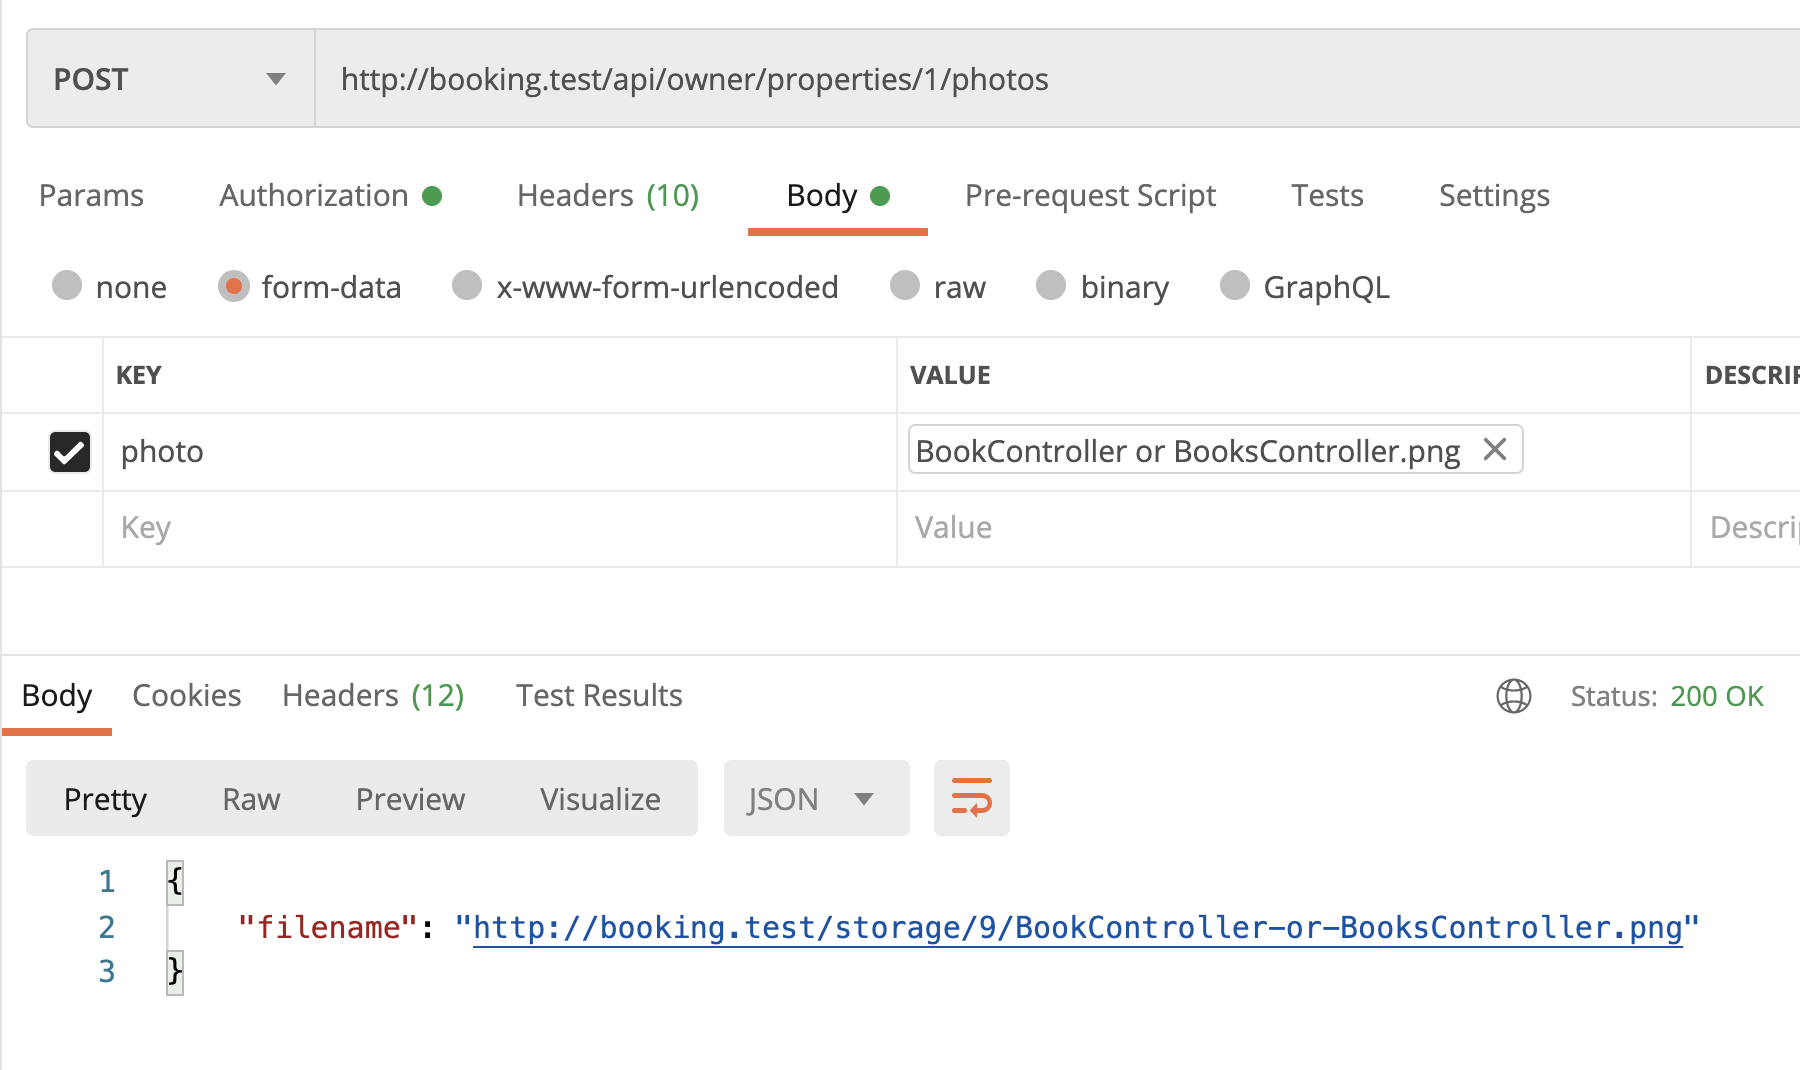 POST http://booking.test/api/owner/properties/1/photos
Params Authorization Headers (10) Body Pre-request Script Tests Settings
none form-data x-www-form-urlencoded raw binary GraphQL
KEY VALUE DESCRIP
photo BookController or BooksController.png
Key Value Descrip
Body Cookies Headers (12) Test Results Status: 200 OK
Pretty Raw Preview Visualize JSON
1 {
2 "filename": "http://booking.test/storage/9/BookController-or-BooksController.png"
3 }